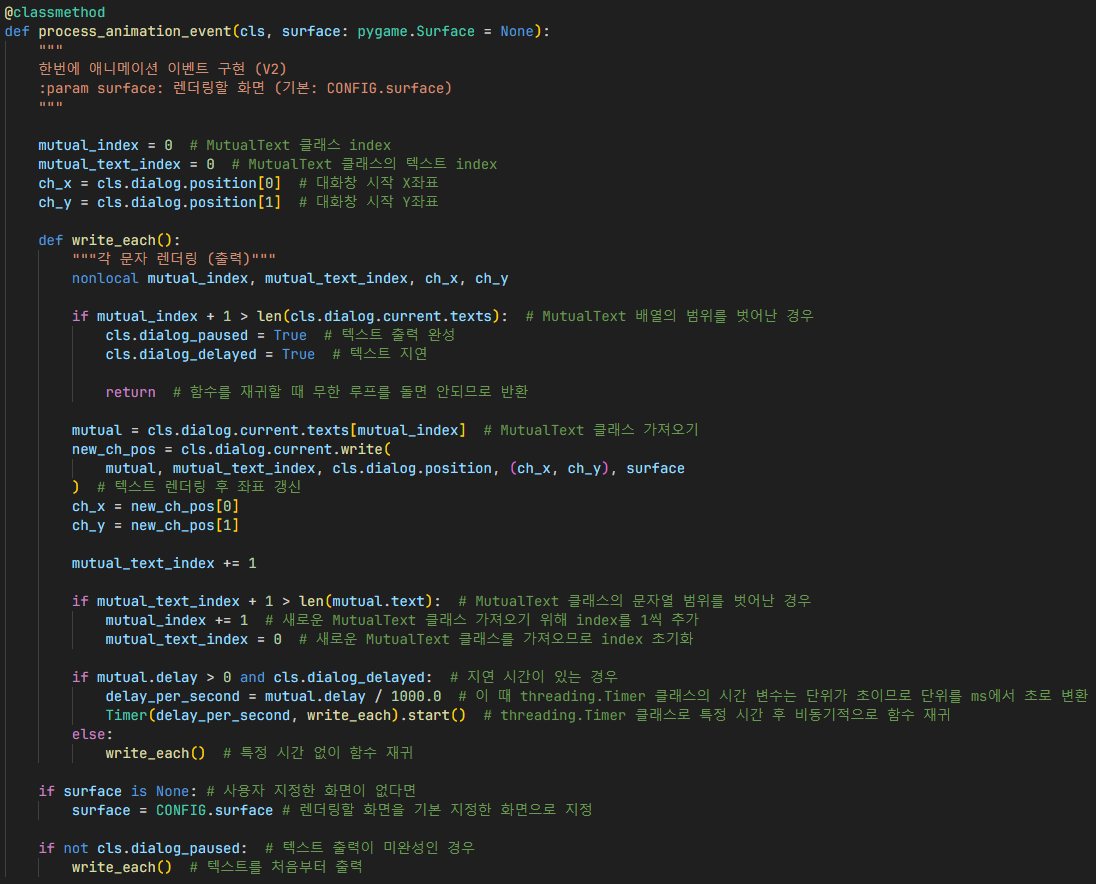 @classmethod
def process_animation_event(cls, surface: pygame.Surface = None):
    """
    한번에 애니메이션 이벤트 구현 (V2)
    :param surface: 렌더링할 화면 (기본: CONFIG.surface)
    """

    mutual_index = 0  # MutualText 클래스 index
    mutual_text_index = 0  # MutualText 클래스의 텍스트 index
    ch_x = cls.dialog.position[0]  # 대화창 시작 X좌표
    ch_y = cls.dialog.position[1]  # 대화창 시작 Y좌표

    def write_each():
        """각 문자 렌더링 (출력)"""
        nonlocal mutual_index, mutual_text_index, ch_x, ch_y

        if mutual_index + 1 > len(cls.dialog.current.texts):  # MutualText 배열의 범위를 벗어난 경우
            cls.dialog_paused = True  # 텍스트 출력 완성
            cls.dialog_delayed = True  # 텍스트 지연

            return  # 함수를 재귀할 때 무한 루프를 돌면 안되므로 반환

        mutual = cls.dialog.current.texts[mutual_index]  # MutualText 클래스 가져오기
        new_ch_pos = cls.dialog.current.write(
            mutual, mutual_text_index, cls.dialog.position, (ch_x, ch_y), surface
        )  # 텍스트 렌더링 후 좌표 갱신
        ch_x = new_ch_pos[0]
        ch_y = new_ch_pos[1]

        mutual_text_index += 1

        if mutual_text_index + 1 > len(mutual.text):  # MutualText 클래스의 문자열 범위를 벗어난 경우
            mutual_index += 1  # 새로운 MutualText 클래스 가져오기 위해 index를 1씩 추가
            mutual_text_index = 0  # 새로운 MutualText 클래스를 가져오므로 index 초기화

        if mutual.delay > 0 and cls.dialog_delayed:  # 지연 시간이 있는 경우
            delay_per_second = mutual.delay / 1000.0  # 이 때 threading.Timer 클래스의 시간 변수는 단위가 초이므로 단위를 ms에서 초로 변환
            Timer(delay_per_second, write_each).start()  # threading.Timer 클래스로 특정 시간 후 비동기적으로 함수 재귀
        else:
            write_each()  # 특정 시간 없이 함수 재귀

    if surface is None: # 사용자 지정한 화면이 없다면
        surface = CONFIG.surface # 렌더링할 화면을 기본 지정한 화면으로 지정

    if not cls.dialog_paused:  # 텍스트 출력이 미완성인 경우
        write_each()  # 텍스트를 처음부터 출력